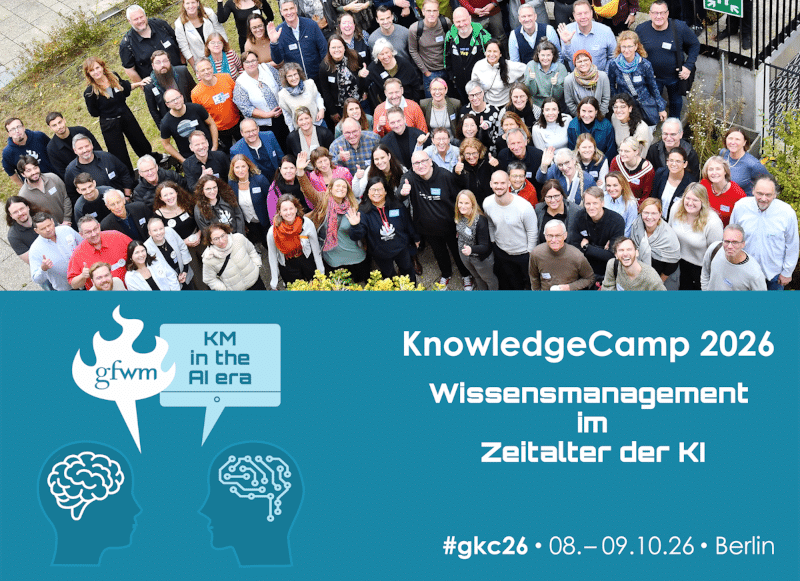 gfwm
KM
in the
AI era
KnowledgeCamp 2026
Wissensmanagement
im
Zeitalter der KI
#gkc26 • 08.– 09.10.26 • Berlin